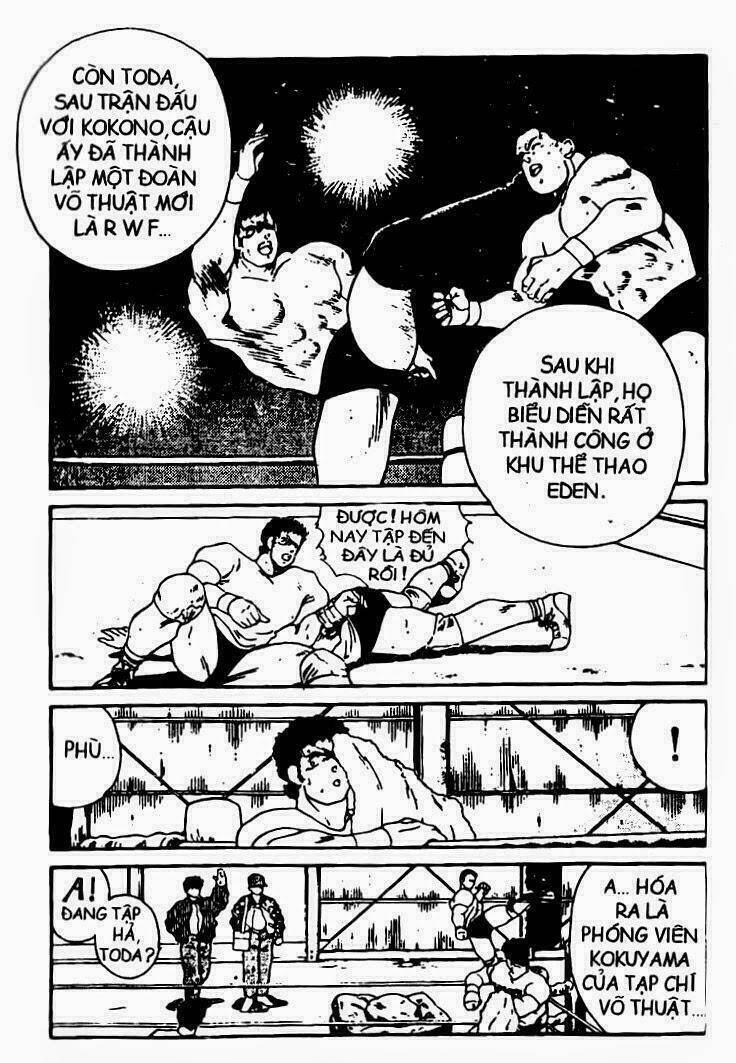 CÒN TODA,
SAU TRẬN ĐẤU
VỚI KOKONO, CẬU
ẤY ĐÃ THÀNH
LẬP MỘT ĐOÀN
VÕ THUẬT MỚI
LÀ R W F...
SAU KHI
THÀNH LẬP, HỌ
BIỂU DIỄN RẤT
THÀNH CÔNG Ở
KHU THỂ THAO
EDEN.
ĐƯỢC! HÔM
NAY TẬP ĐẾN
ĐÂY LÀ ĐỦ
RỒI!
PHÙ...
!
A!
ĐANG TẬP
HẢ,
TODA?
A... HÓA
RA LÀ
PHÓNG VIÊN
KOKUYAMA
CỦA TẠP CHÍ
VÕ THUẬT...